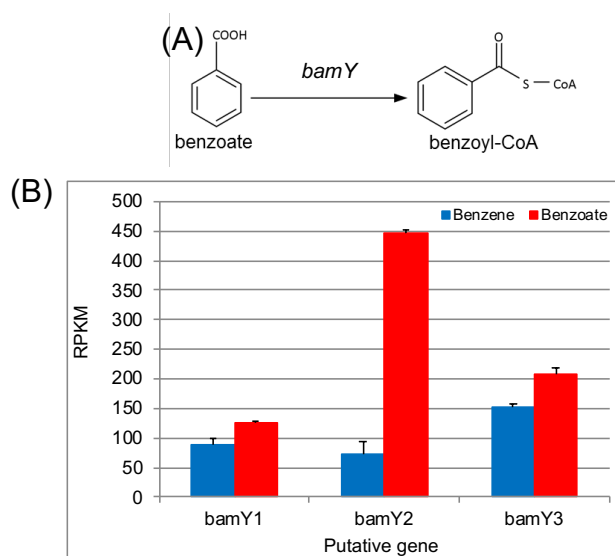 (A)
COOH
benzoate
bamY
O
S
CoA
benzoyl-CoA
(B)
500
450
400
350
300
250
200
150
100
50
0
RPKM
Benzene
Benzoate
bamY1
bamY2
bamY3
Putative gene